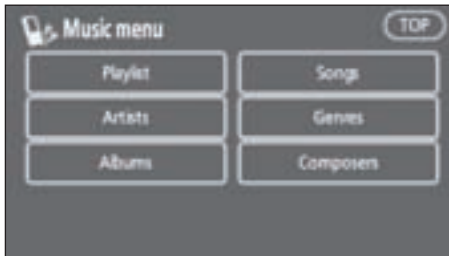 Music menu TOP
Playlist Songs
Artists Genres
Albums Composers